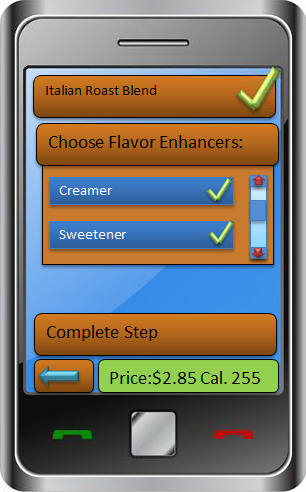 Italian Roast Blend
Choose Flavor Enhancers:
Creamer
Sweetener
Complete Step
Price:$2.85 Cal. 255